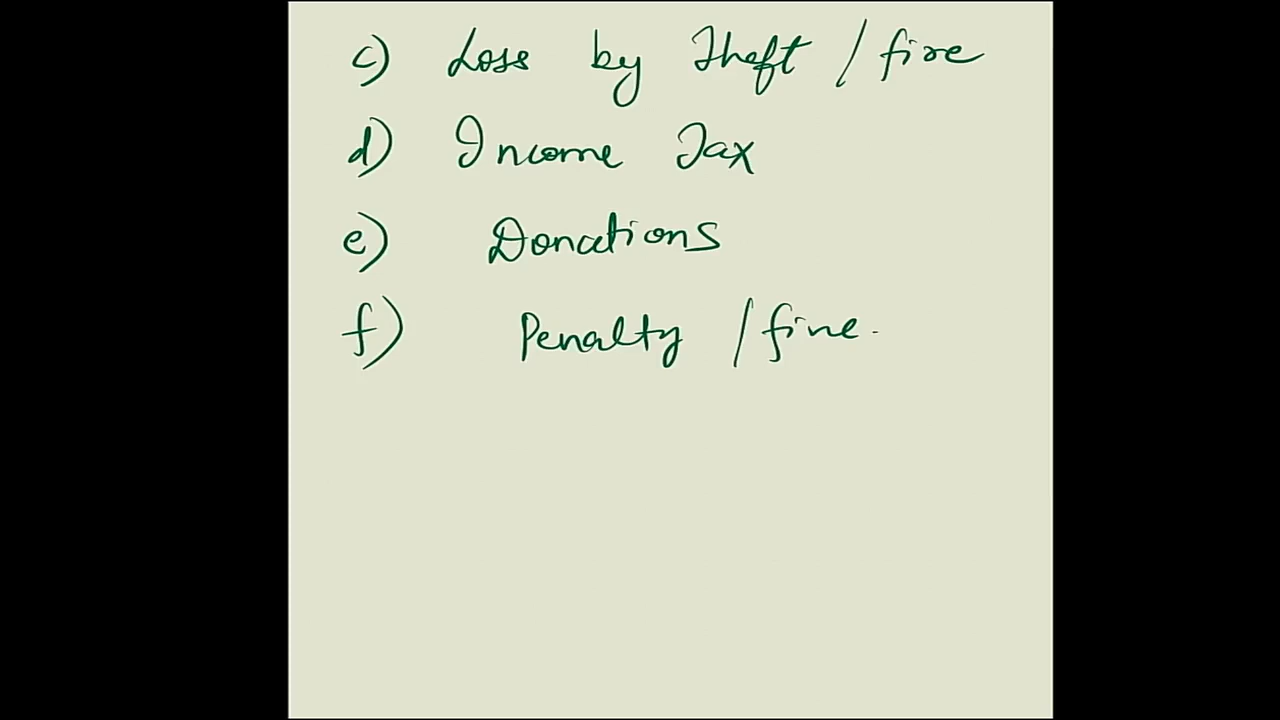 c) Loss by Theft / fire
d) Income Tax
e) Donations
f) Penalty / fine.